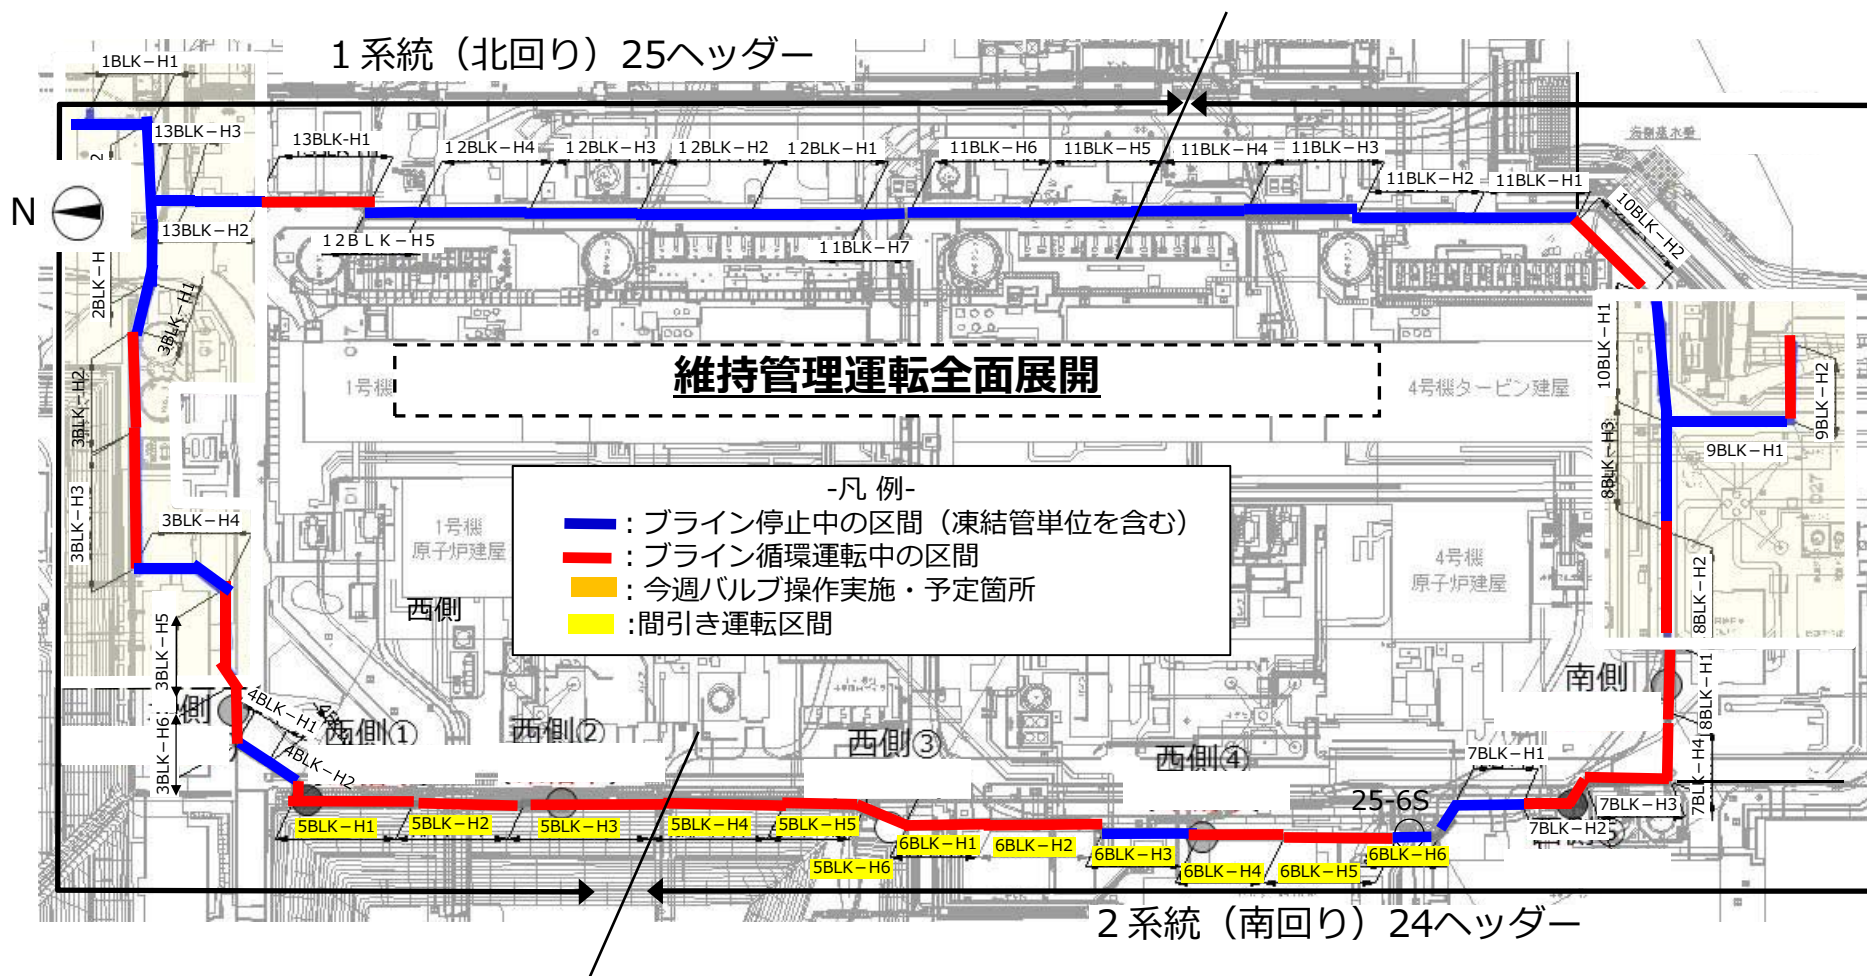 １系統（北回り）25ヘッダー
1BLK－H1
13BLK－H3
13BLK-H1
１2BLK－H4
１2BLK－H3
１2BLK－H2
１2BLK－H1
11BLK－H6
11BLK－H5
11BLK－H4
11BLK－H3
11BLK－H2
11BLK－H1
10BLK－H2
海側遮水壁
N
13BLK－H2
１2ＢＬＫ－H5
１1BLK－H7
2BLK－H
3BLK－H1
10BLK－H1
維持管理運転全面展開
1号機
4号機タービン建屋
3BLK－H2
9BLK－H2
9BLK－H1
8BLK－H3
3BLK－H3
3BLK－H4
D27
-凡 例-
：ブライン停止中の区間（凍結管単位を含む）
：ブライン循環運転中の区間
：今週バルブ操作実施・予定箇所
：間引き運転区間
1号機
原子炉建屋
4号機
原子炉建屋
西側
8BLK－H2
3BLK－H5
8BLK－H1
南側
側
4BLK－H1
西側①
西側②
西側③
西側④
3BLK－H6
4BLK－H2
7BLK－H1
7BLK－H4
25-6S
7BLK－H3
7BLK－H2
5BLK－H1
5BLK－H2
5BLK－H3
5BLK－H4
5BLK－H5
5BLK－H6
6BLK－H1
6BLK－H2
6BLK－H3
6BLK－H4
6BLK－H5
6BLK－H6
２系統（南回り）24ヘッダー